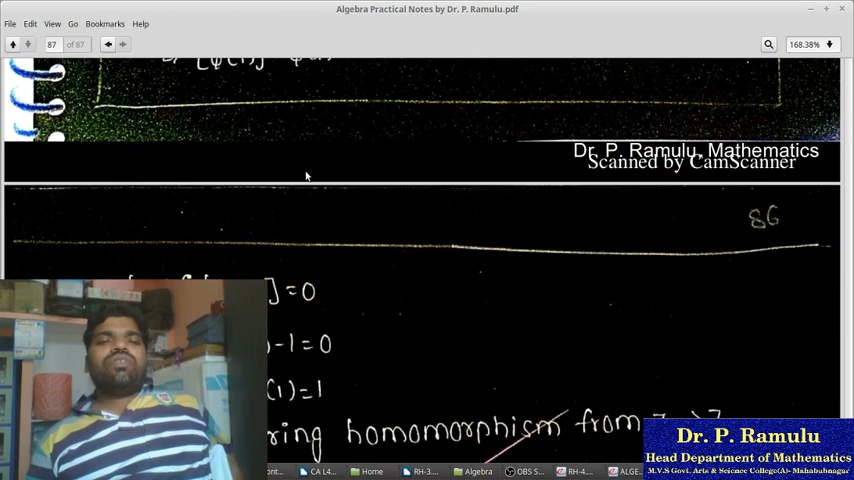 Algebra Practical Notes by Dr. P. Ramulu.pdf
File Edit View Go Bookmarks Help
87 of 87 168.38%
Dr. P. Ramulu, Mathematics
Scanned by CamScanner
86
]=0
)-1=0
(1)=1
ring homomorphism from
Dr. P. Ramulu
Head Department of Mathematics
M.V.S Govt. Arts & Science College(A)- Mahabubnagar
CA L4... Home RH-3.... Algebra OBS S... RH-4.... ALGE...